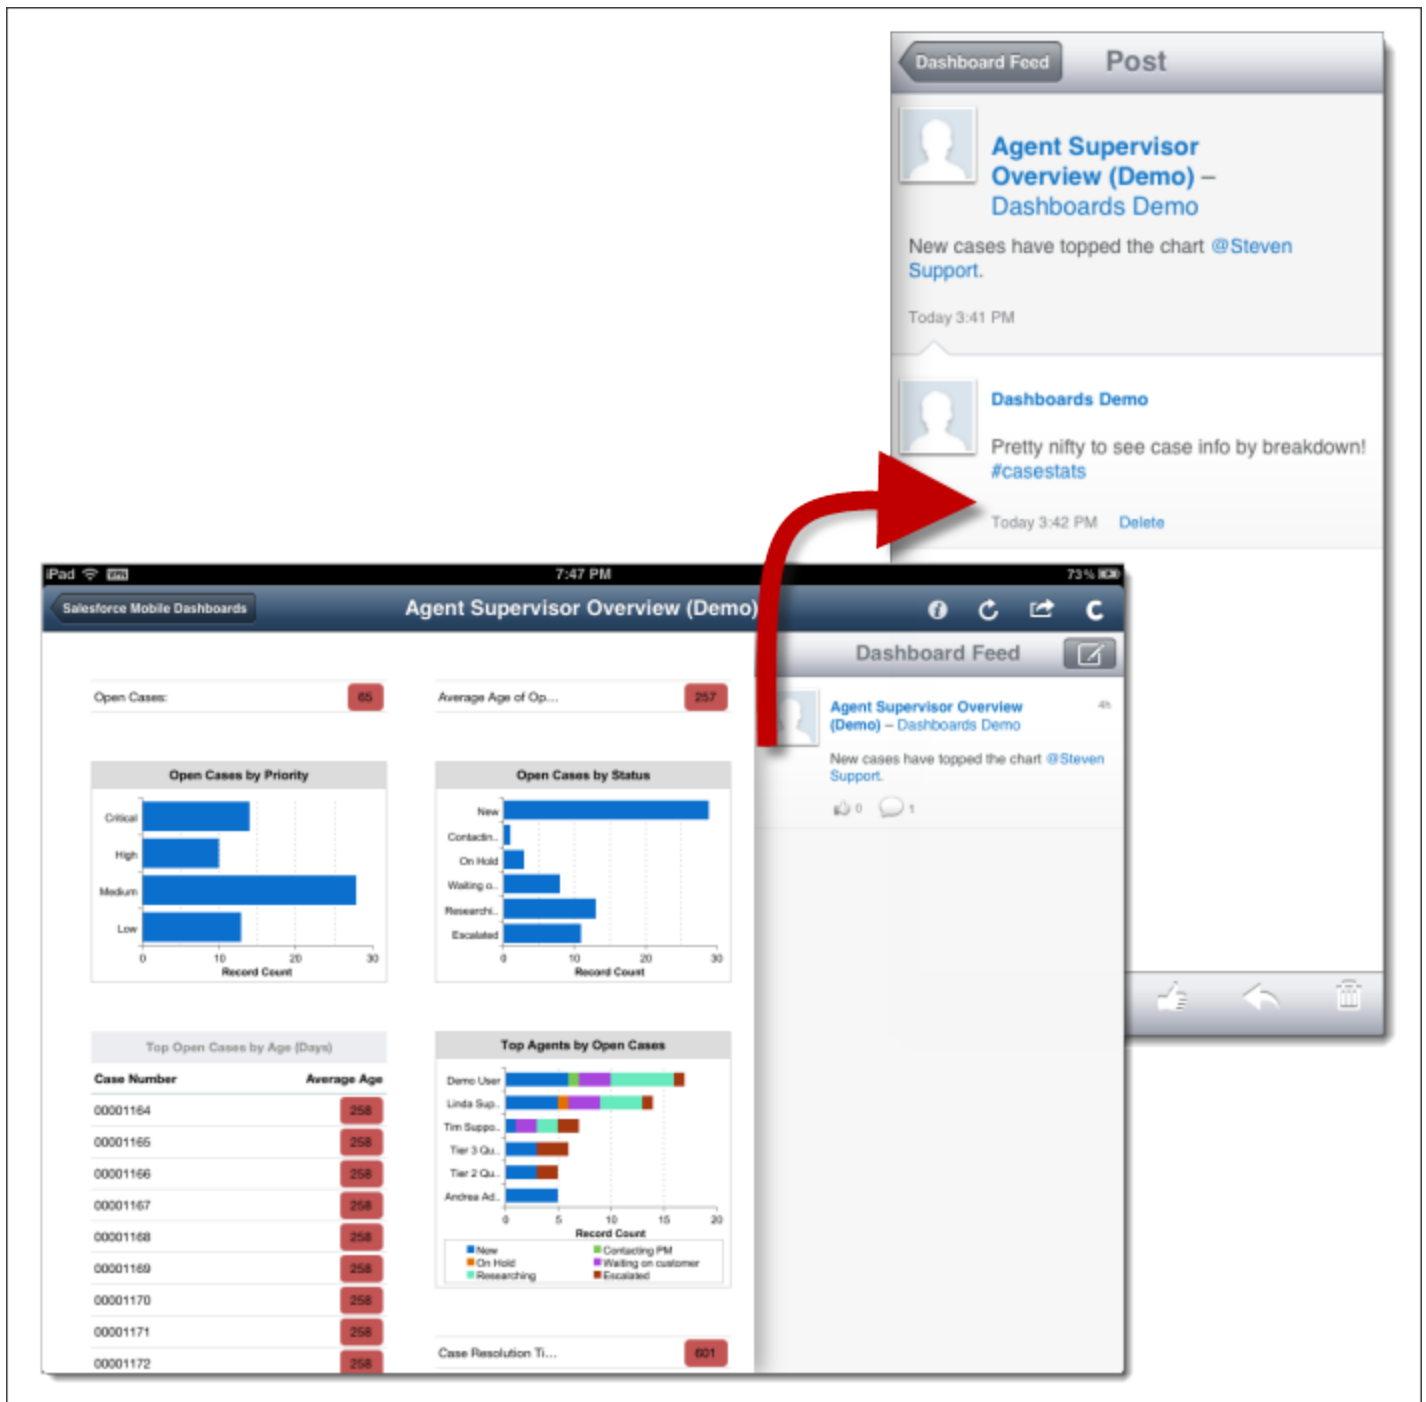 Dashboard Feed Post
Agent Supervisor
Overview (Demo) –
Dashboards Demo
New cases have topped the chart @Steven
Support.
Today 3:41 PM
Dashboards Demo
Pretty nifty to see case info by breakdown!
#casestats
Today 3:42 PM Delete
iPad VPN 7:47 PM 73%
Salesforce Mobile Dashboards Agent Supervisor Overview (Demo)
Dashboard Feed
Open Cases: 65
Average Age of Op... 257
Agent Supervisor Overview 4h
(Demo) – Dashboards Demo
New cases have topped the chart @Steven
Support.
0 1
Open Cases by Priority
Critical
High
Medium
Low
0 10 20 30
Record Count
Open Cases by Status
New
Contactin..
On Hold
Waiting o..
Researchi..
Escalated
0 10 20 30
Record Count
Top Open Cases by Age (Days)
Case Number Average Age
00001164 258
00001165 258
00001166 258
00001167 258
00001168 258
00001169 258
00001170 258
00001171 258
00001172 258
Top Agents by Open Cases
Demo User
Linda Sup..
Tim Suppo..
Tier 3 Qu..
Tier 2 Qu..
Andrea Ad..
0 5 10 15 20
Record Count
New Contacting PM
On Hold Waiting on customer
Researching Escalated
Case Resolution Ti... 601